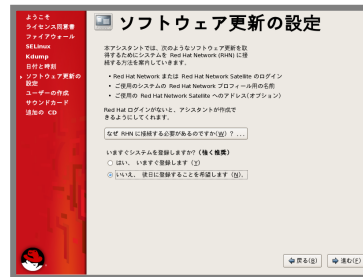 ようこそ
ライセンス同意書
ファイアウォール
SELinux
Kdump
日付と時刻
ソフトウェア更新の
設定
ユーザーの作成
サウンドカード
追加の CD
ソフトウェア更新の設定
本アシスタントでは、次のようなソフトウェア更新を取
得するためにシステムを Red Hat Network (RHN) に接
続する方法を案内していきます。
• Red Hat Network または Red Hat Network Satellite のログイン
• ご使用のシステムの Red Hat Network プロフィール用の名前
• ご使用の Red Hat Network Satellite へのアドレス(オプション)
Red Hat ログインがないと、アシスタントが作成で
きるようにしてくれます。
なぜ RHN に接続する必要があるのですか(W) ? ...
いますぐシステムを登録しますか? (強く推奨)
はい、 いますぐ登録します (Y)
いいえ、 後日に登録することを希望します (N)。
戻る(B)
進む(F)